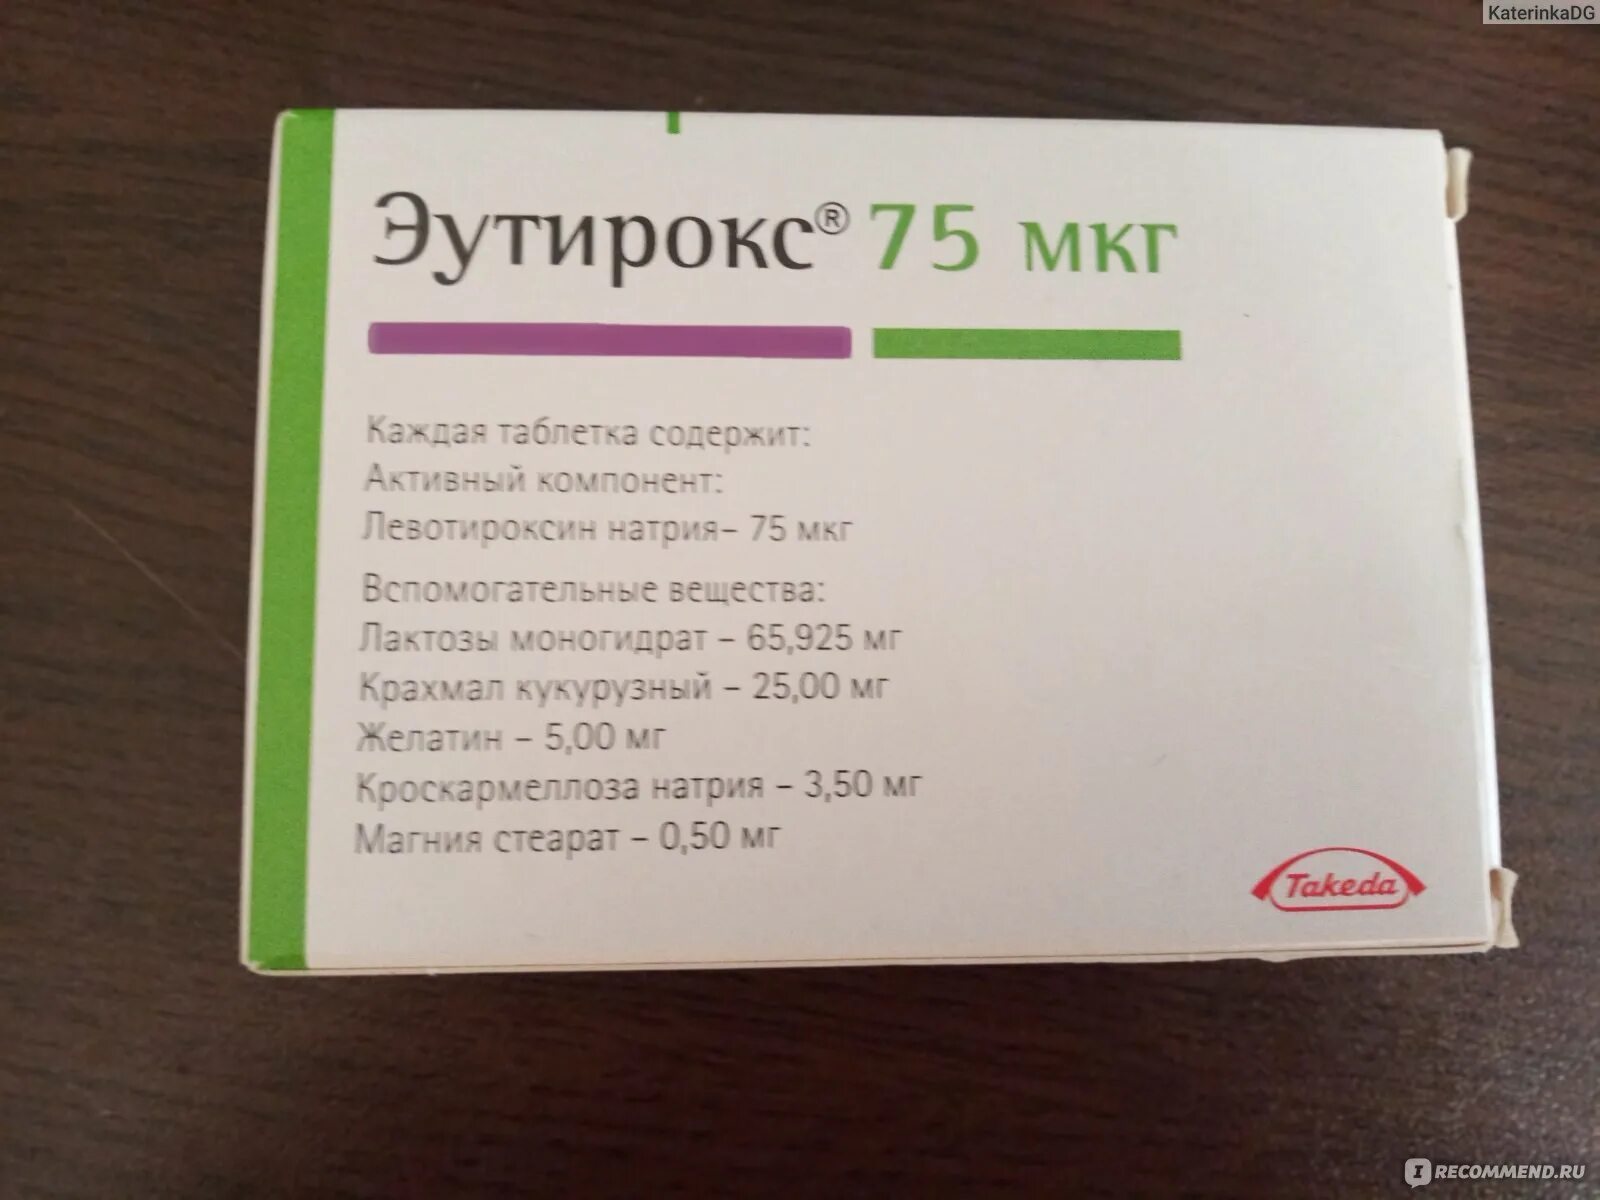 KaterinkaDG
Эутирокс® 75 мкг
Каждая таблетка содержит:
Активный компонент:
Левотироксин натрия– 75 мкг
Вспомогательные вещества:
Лактозы моногидрат – 65,925 мг
Крахмал кукурузный – 25,00 мг
Желатин – 5,00 мг
Кроскармеллоза натрия – 3,50 мг
Магния стеарат – 0,50 мг
Takeda
IRECOMMEND.RU